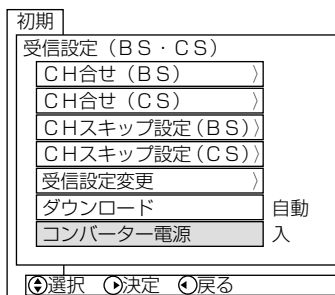 初期
受信設定（ＢＳ・ＣＳ）
ＣＨ合せ（ＢＳ） 〉
ＣＨ合せ（ＣＳ） 〉
ＣＨスキップ設定（ＢＳ）〉
ＣＨスキップ設定（ＣＳ）〉
受信設定変更 〉
ダウンロード 自動
コンバーター電源 入
選択 決定 戻る